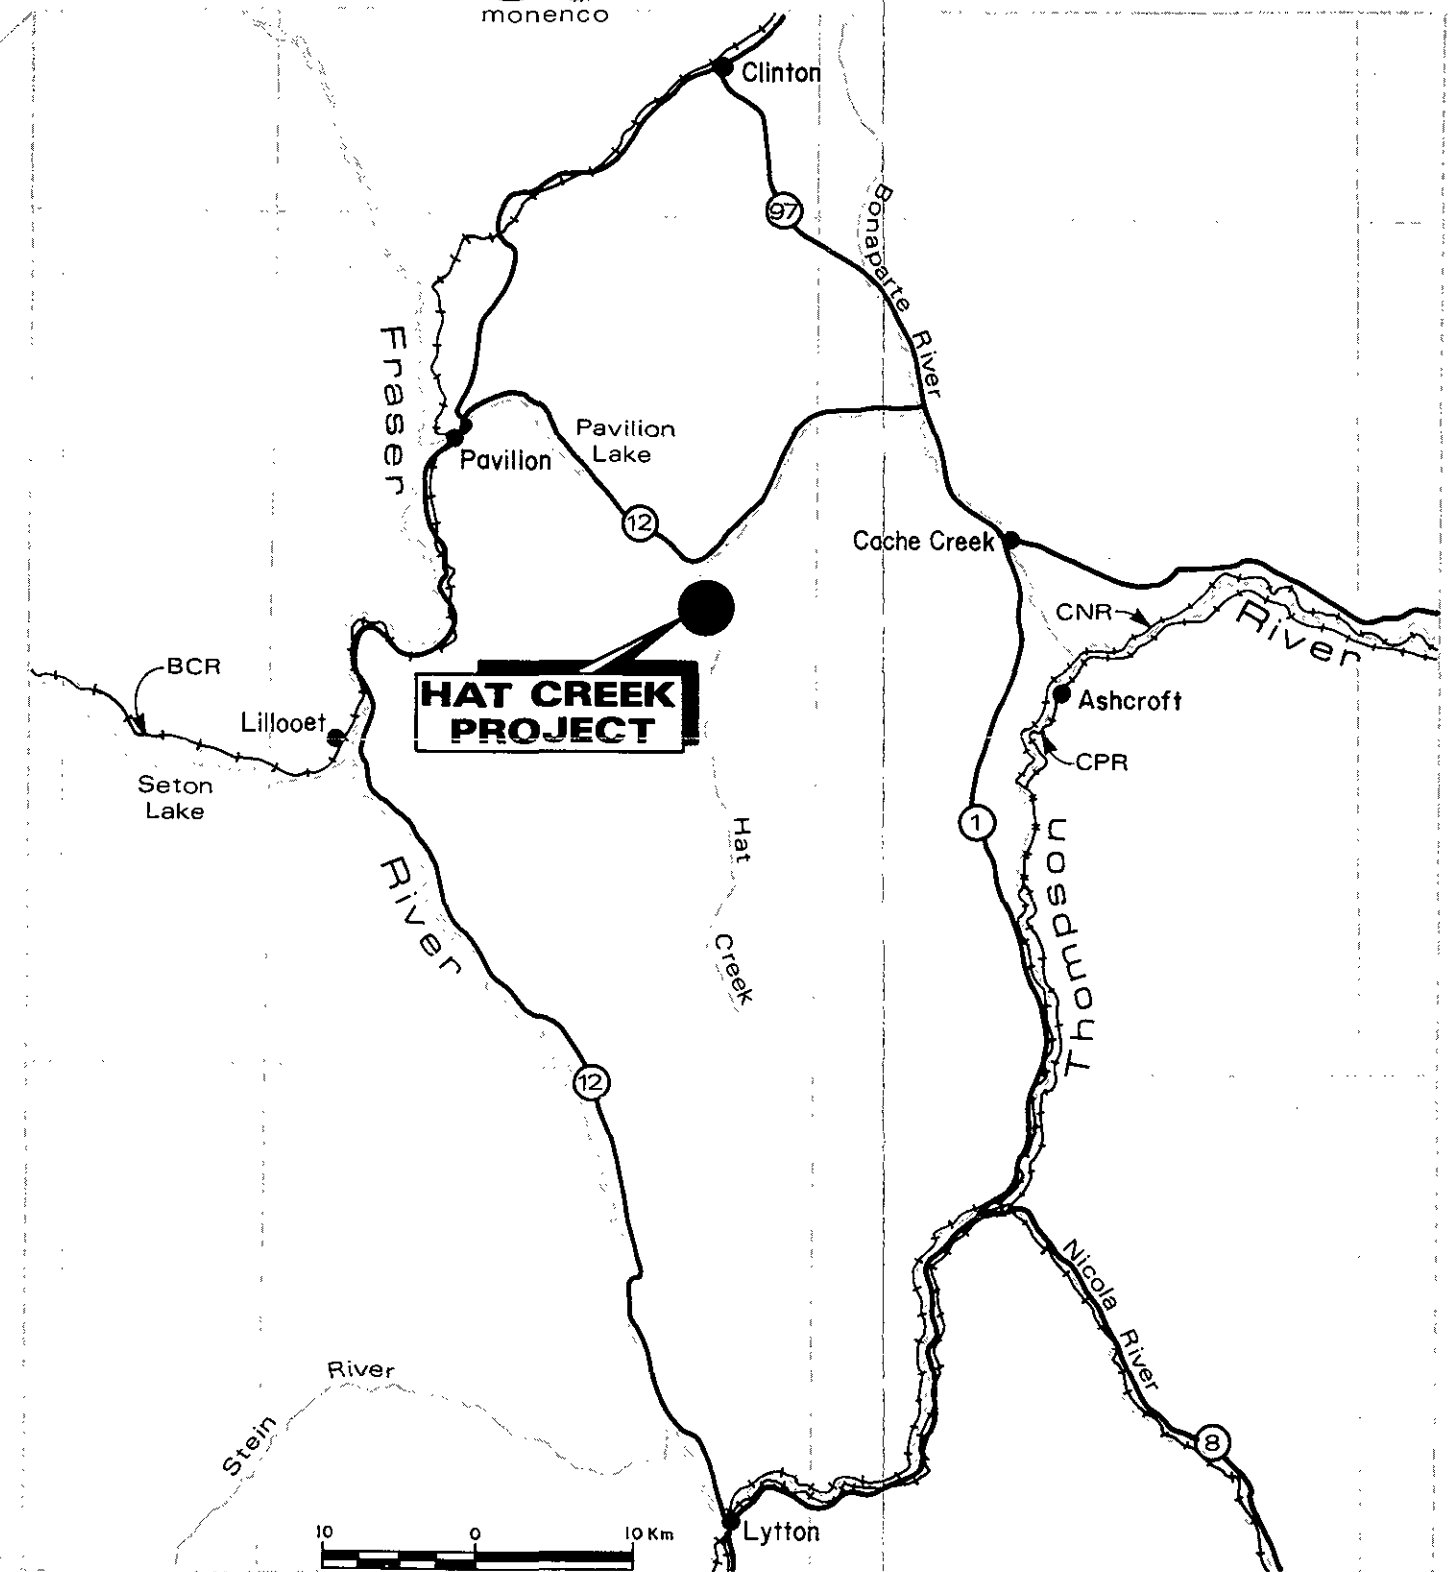 monenco
Clinton
97
Bonaparte River
Fraser
Pavilion
Lake
Pavilion
12
Cache Creek
CNR
River
BCR
HAT CREEK
PROJECT
Ashcroft
Lillooet
CPR
Seton
Lake
1
Hat
Thompson
River
Creek
12
Nicola River
River
Stein
8
10 0 10 Km
Lytton